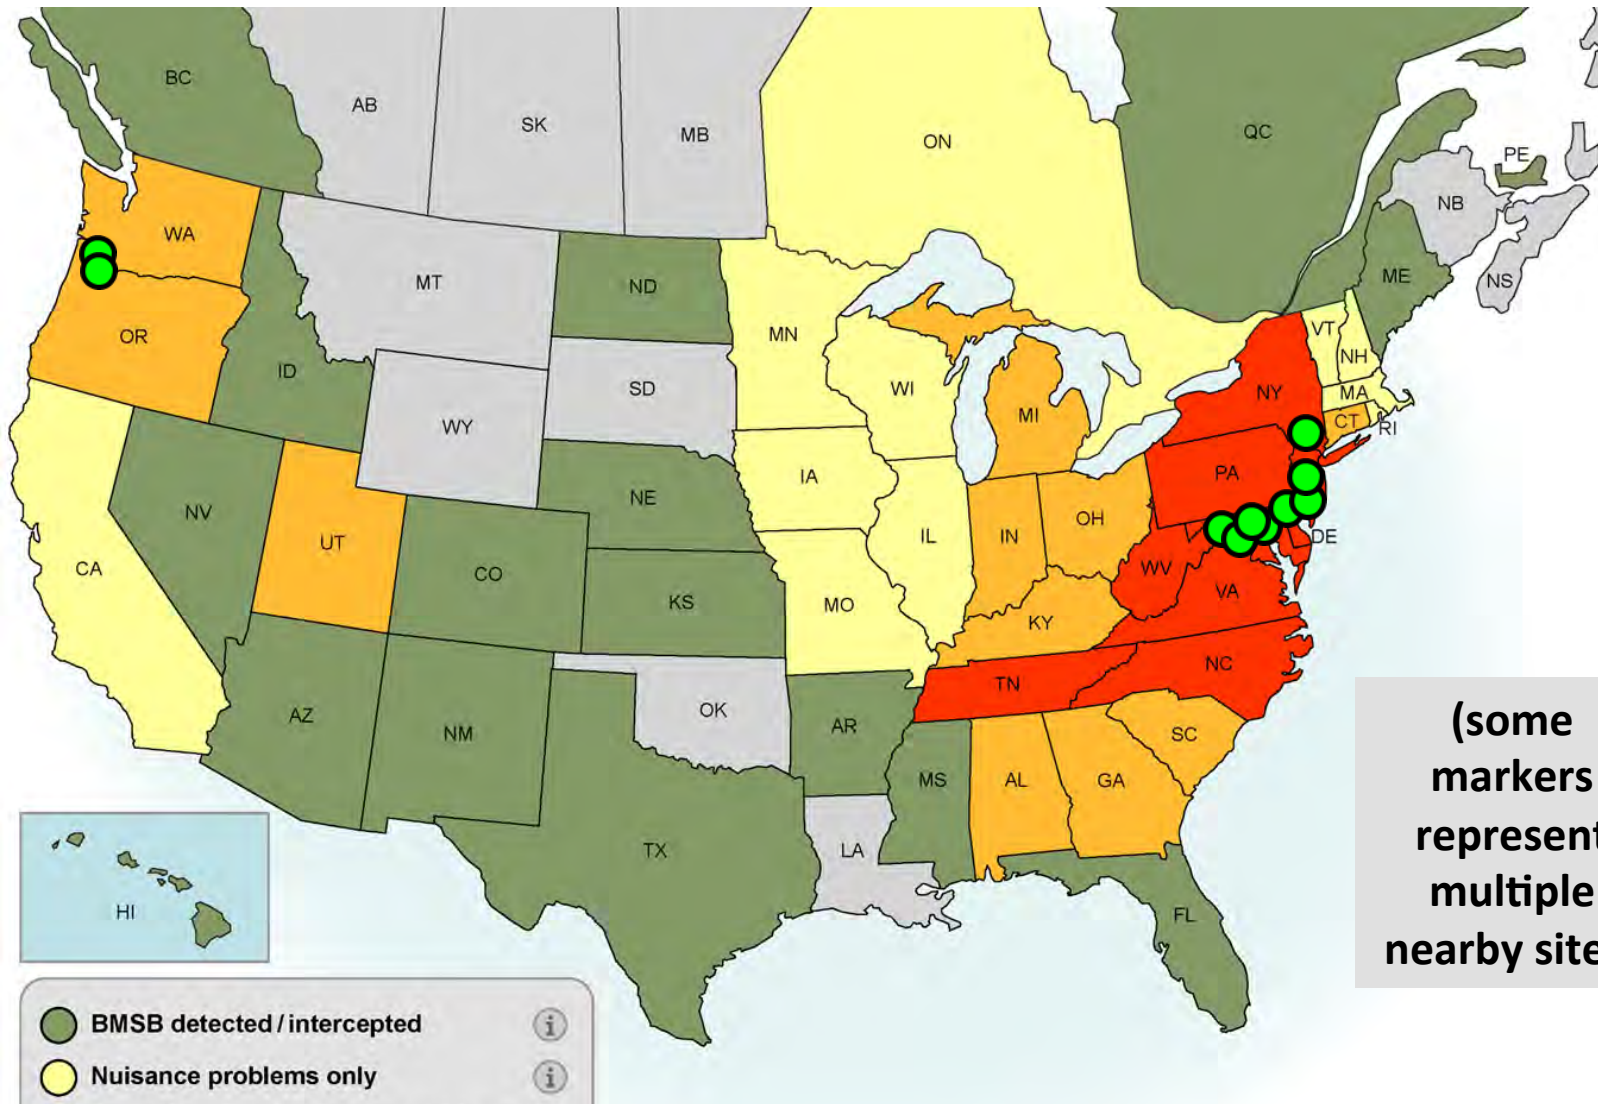 BC
AB
SK
MB
ON
QC
PE
NB
NS
ME
WA
MT
ND
MN
VT
NH
MA
CT
RI
OR
ID
SD
WI
MI
NY
WY
PA
IA
NE
NV
UT
IL
IN
OH
DE
CA
CO
WV
VA
KS
MO
KY
NC
TN
AZ
NM
OK
AR
SC
MS
AL
GA
TX
LA
FL
HI
(some
markers
represent
multiple
nearby site
BMSB detected / intercepted
i
Nuisance problems only
i